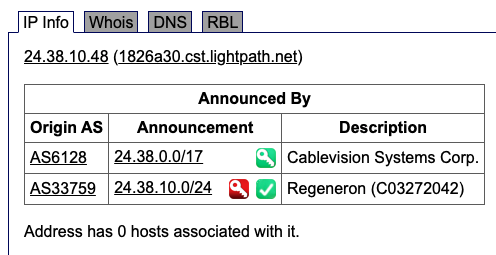 IP Info Whois DNS RBL
24.38.10.48 (1826a30.cst.lightpath.net)
Announced By
Origin AS Announcement Description
AS6128 24.38.0.0/17 Cablevision Systems Corp.
AS33759 24.38.10.0/24 Regeneron (C03272042)
Address has 0 hosts associated with it.